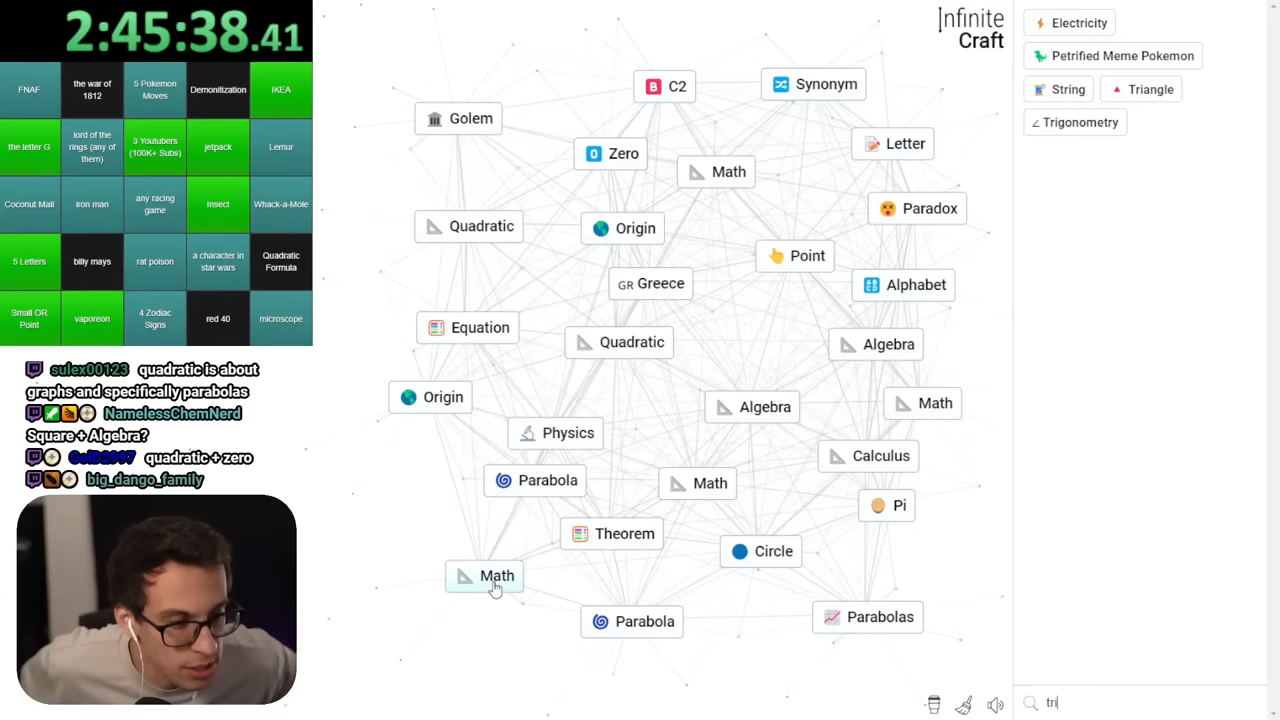 2:45:38.41
FNAF
the war of
1812
5 Pokemon
Moves
Demonitization
IKEA
the letter G
lord of the
rings (any of
them)
3 Youtubers
(100K+ Subs)
jetpack
Lemur
Coconut Mall
iron man
any racing
game
Insect
Whack-a-Mole
5 Letters
billy mays
rat poison
a character in
star wars
Quadratic
Formula
Small OR
Point
vaporeon
4 Zodiac
Signs
red 40
microscope
sulex00123 quadratic is about
graphs and specifically parabolas
NamelessChemNerd
Square + Algebra?
GolD2997 quadratic + zero
big_dango_family
Infinite
Craft
C2
Synonym
Golem
Zero
Letter
Math
Paradox
Quadratic
Origin
Point
GR Greece
Alphabet
Equation
Quadratic
Algebra
Origin
Algebra
Math
Physics
Calculus
Parabola
Math
Pi
Theorem
Circle
Math
Parabola
Parabolas
Electricity
Petrified Meme Pokemon
String
Triangle
Trigonometry
tri